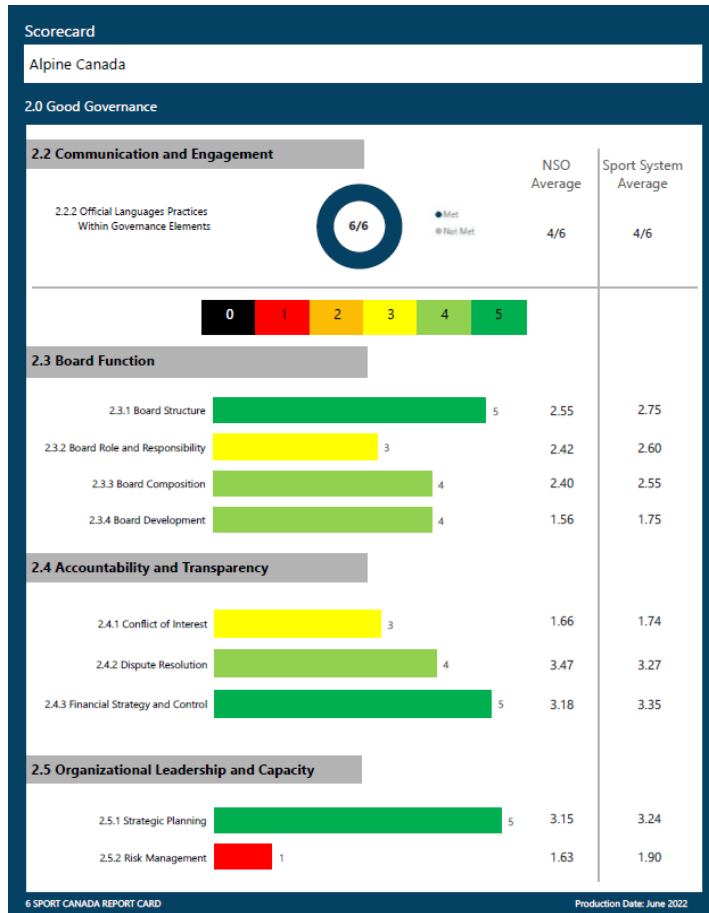 Scorecard
Alpine Canada
2.0 Good Governance
2.2 Communication and Engagement
NSO
Average
Sport System
Average
2.2.2 Official Languages Practices
Within Governance Elements
6/6
Met
Not Met
4/6
4/6
0 1 2 3 4 5
2.3 Board Function
2.3.1 Board Structure 5 2.55 2.75
2.3.2 Board Role and Responsibility 3 2.42 2.60
2.3.3 Board Composition 4 2.40 2.55
2.3.4 Board Development 4 1.56 1.75
2.4 Accountability and Transparency
2.4.1 Conflict of Interest 3 1.66 1.74
2.4.2 Dispute Resolution 4 3.47 3.27
2.4.3 Financial Strategy and Control 5 3.18 3.35
2.5 Organizational Leadership and Capacity
2.5.1 Strategic Planning 5 3.15 3.24
2.5.2 Risk Management 1 1.63 1.90
6 SPORT CANADA REPORT CARD Production Date: June 2022